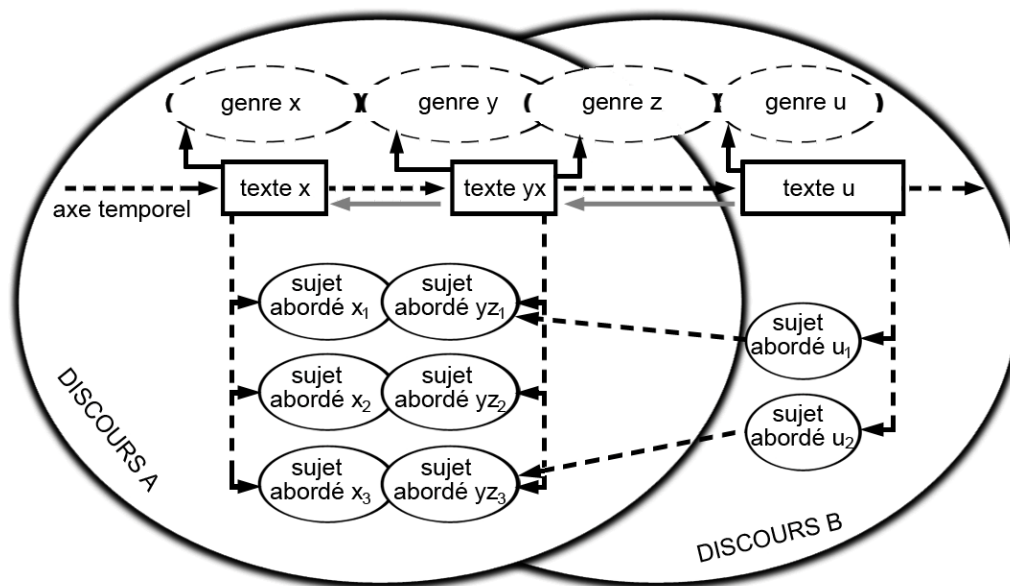 genre x
genre y
genre z
genre u
texte x
texte yx
texte u
axe temporel
sujet
abordé x1
sujet
abordé yz1
sujet
abordé u1
sujet
abordé x2
sujet
abordé yz2
sujet
abordé u2
sujet
abordé x3
sujet
abordé yz3
DISCOURS A
DISCOURS B